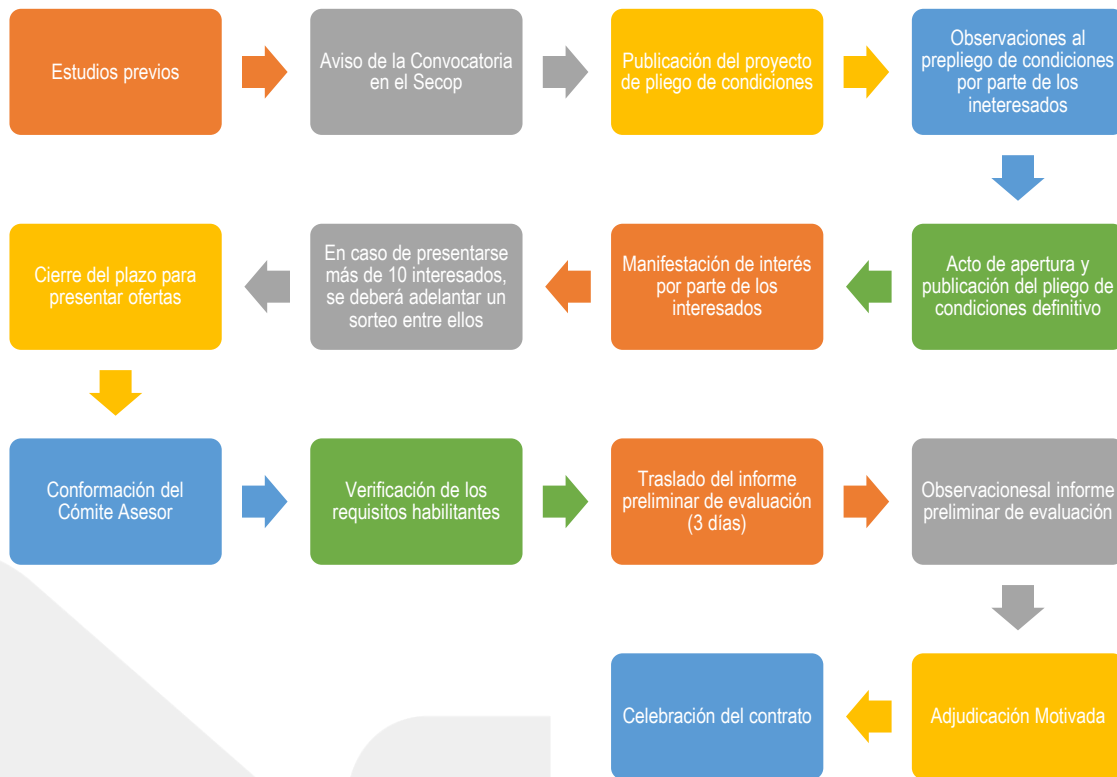 Estudios previos
Aviso de la Convocatoria
en el Secop
Publicación del proyecto
de pliego de condiciones
Observaciones al
prepliego de condiciones
por parte de los
ineteresados
Acto de apertura y
publicación del pliego de
condiciones definitivo
Manifestación de interés
por parte de los
interesados
En caso de presentarse
más de 10 interesados,
se deberá adelantar un
sorteo entre ellos
Cierre del plazo para
presentar ofertas
Conformación del
Cómite Asesor
Verificación de los
requisitos habilitantes
Traslado del informe
preliminar de evaluación
(3 días)
Observacionesal informe
preliminar de evaluación
Adjudicación Motivada
Celebración del contrato